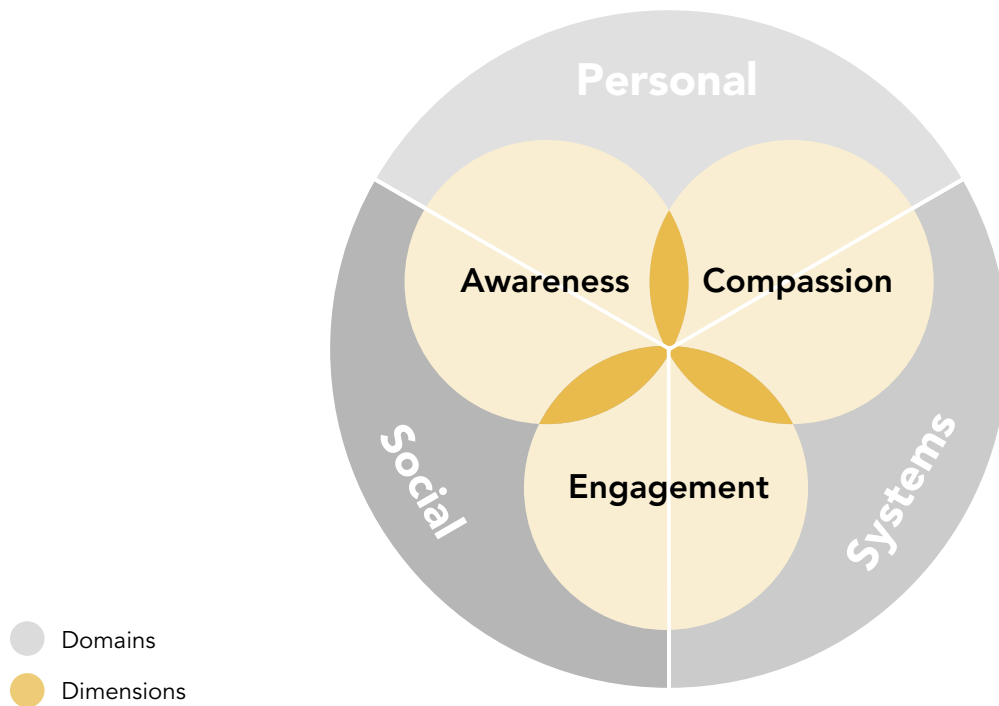 Personal
Awareness
Compassion
Social
Engagement
Systems
Domains
Dimensions